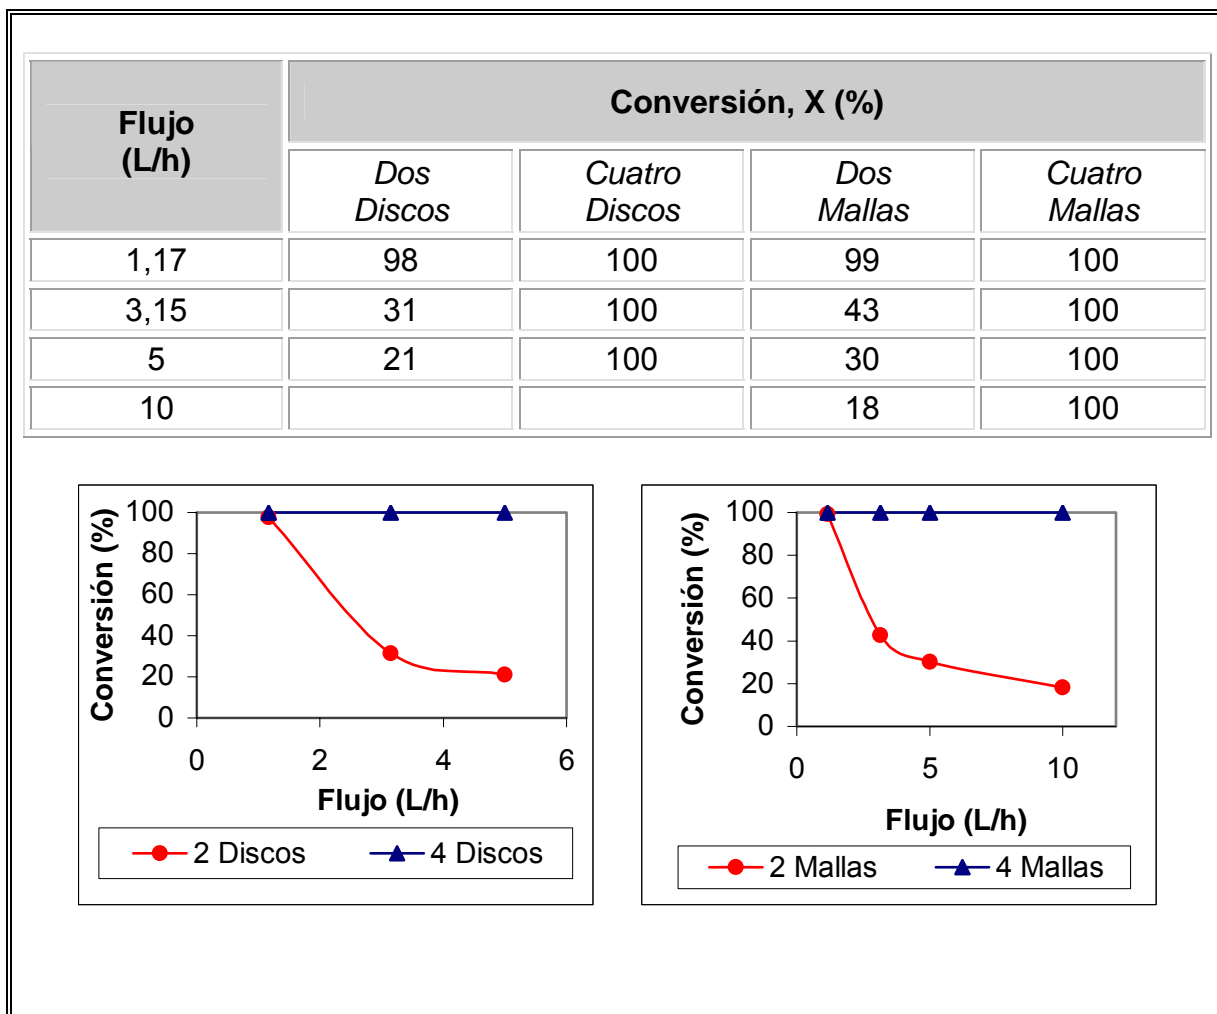 Flujo
(L/h)
Conversión, X (%)
Dos
Discos
Cuatro
Discos
Dos
Mallas
Cuatro
Mallas
1,17 98 100 99 100
3,15 31 100 43 100
5 21 100 30 100
10 18 100
Conversión (%)
100
80
60
40
20
0
0 2 4 6
Flujo (L/h)
2 Discos 4 Discos
Conversión (%)
100
80
60
40
20
0
0 5 10
Flujo (L/h)
2 Mallas 4 Mallas